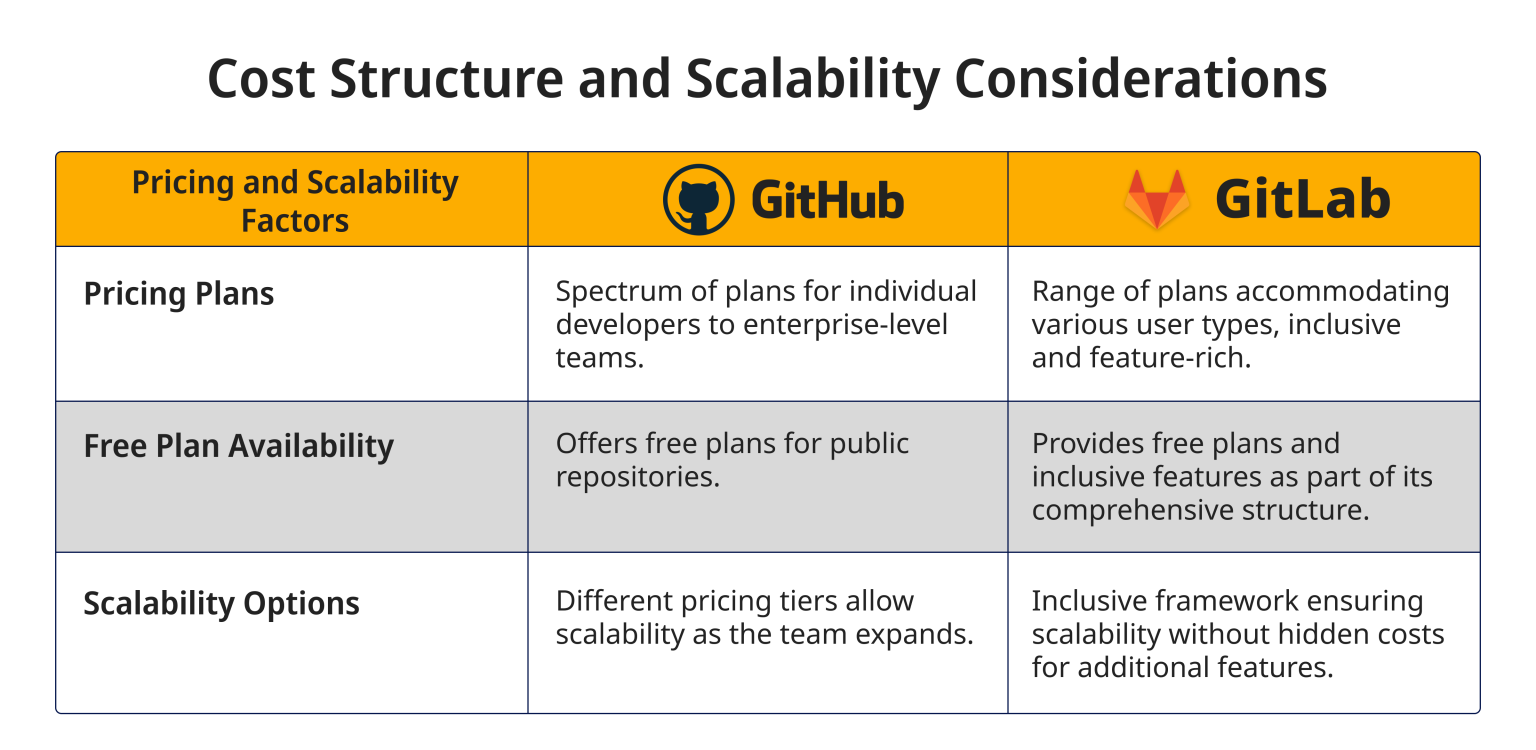 Cost Structure and Scalability Considerations
Pricing and Scalability
Factors
GitHub
GitLab
Pricing Plans
Spectrum of plans for individual
developers to enterprise-level
teams.
Range of plans accommodating
various user types, inclusive
and feature-rich.
Free Plan Availability
Offers free plans for public
repositories.
Provides free plans and
inclusive features as part of its
comprehensive structure.
Scalability Options
Different pricing tiers allow
scalability as the team expands.
Inclusive framework ensuring
scalability without hidden costs
for additional features.